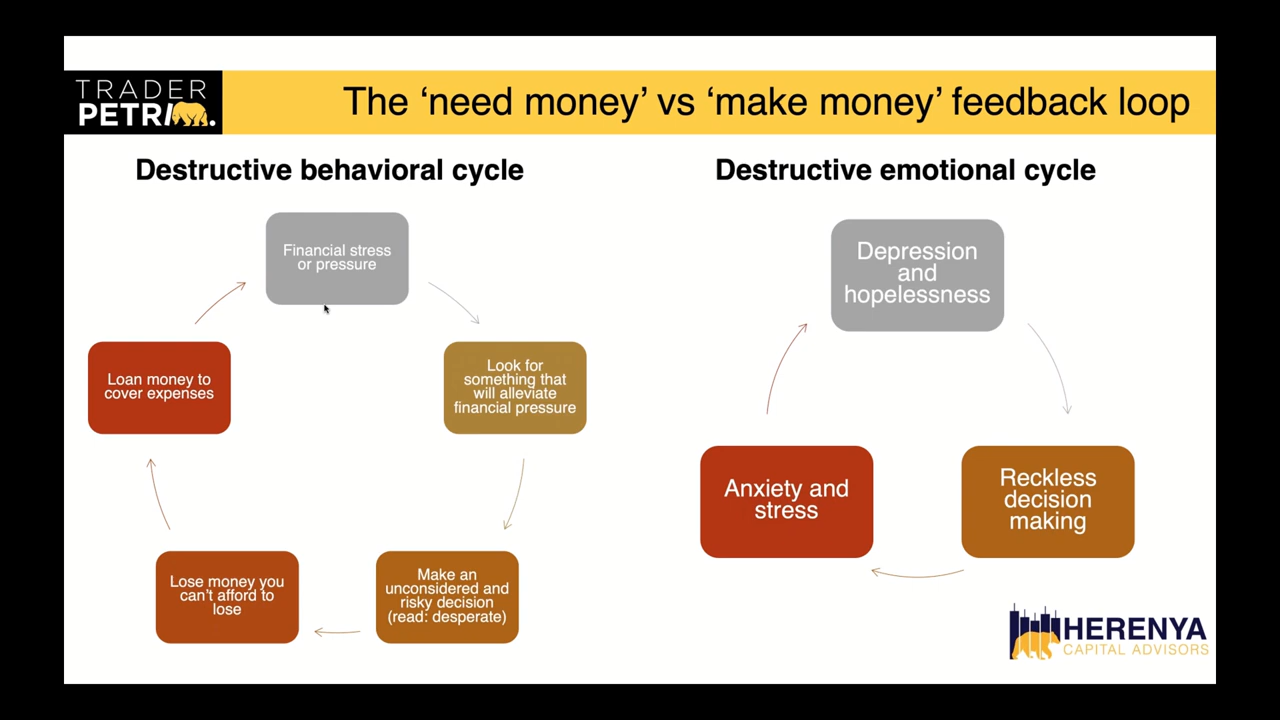 TRADER
PETRI.
The ‘need money’ vs ‘make money’ feedback loop
Destructive behavioral cycle
Financial stress
or pressure
Look for
something that
will alleviate
financial pressure
Make an
unconsidered and
risky decision
(read: desperate)
Lose money you
can’t afford to
lose
Loan money to
cover expenses
Destructive emotional cycle
Depression
and
hopelessness
Reckless
decision
making
Anxiety and
stress
HERENYA
CAPITAL ADVISORS